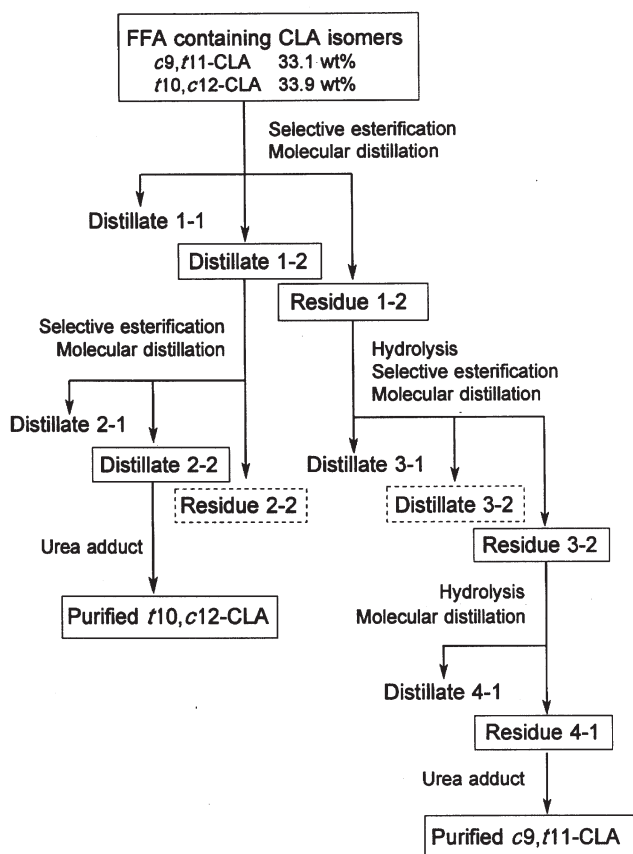 FFA containing CLA isomers
c9,t11-CLA 33.1 wt%
t10,c12-CLA 33.9 wt%
Selective esterification
Molecular distillation
Distillate 1-1
Distillate 1-2
Residue 1-2
Selective esterification
Molecular distillation
Hydrolysis
Selective esterification
Molecular distillation
Distillate 2-1
Distillate 2-2
Residue 2-2
Distillate 3-1
Distillate 3-2
Residue 3-2
Urea adduct
Purified t10,c12-CLA
Hydrolysis
Molecular distillation
Distillate 4-1
Residue 4-1
Urea adduct
Purified c9,t11-CLA